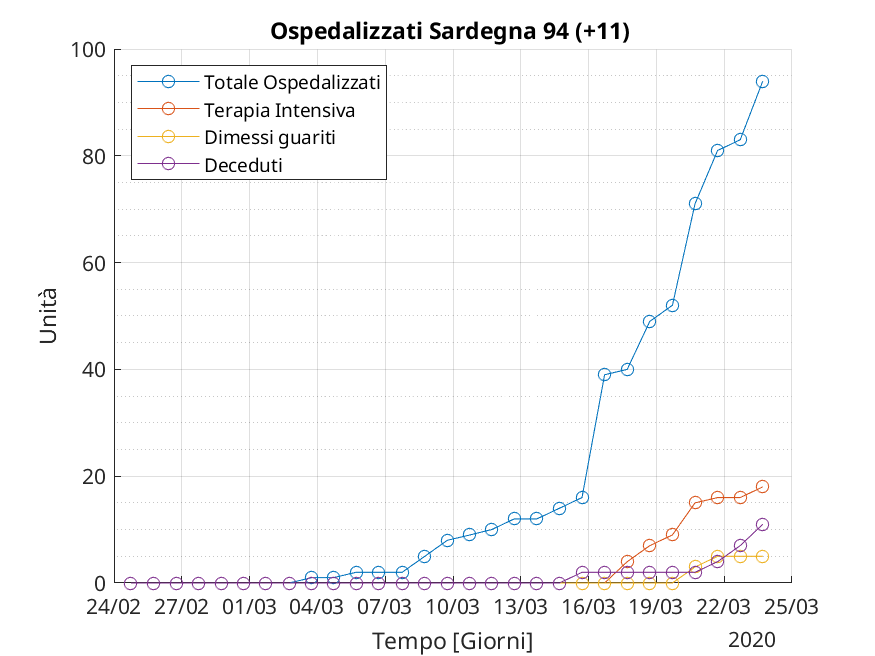 Ospedalizzati Sardegna 94 (+11)
100
80
60
40
20
0
Unità
Totale Ospedalizzati
Terapia Intensiva
Dimessi guariti
Deceduti
24/02 27/02 01/03 04/03 07/03 10/03 13/03 16/03 19/03 22/03 25/03
Tempo [Giorni]
2020